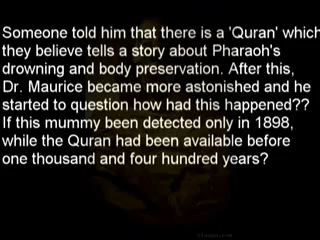 Someone told him that there is a 'Quran' which
they believe tells a story about Pharaoh's
drowning and body preservation. After this,
Dr. Maurice became more astonished and he
started to question how had this happened??
If this mummy been detected only in 1898,
while the Quran had been available before
one thousand and four hundred years?